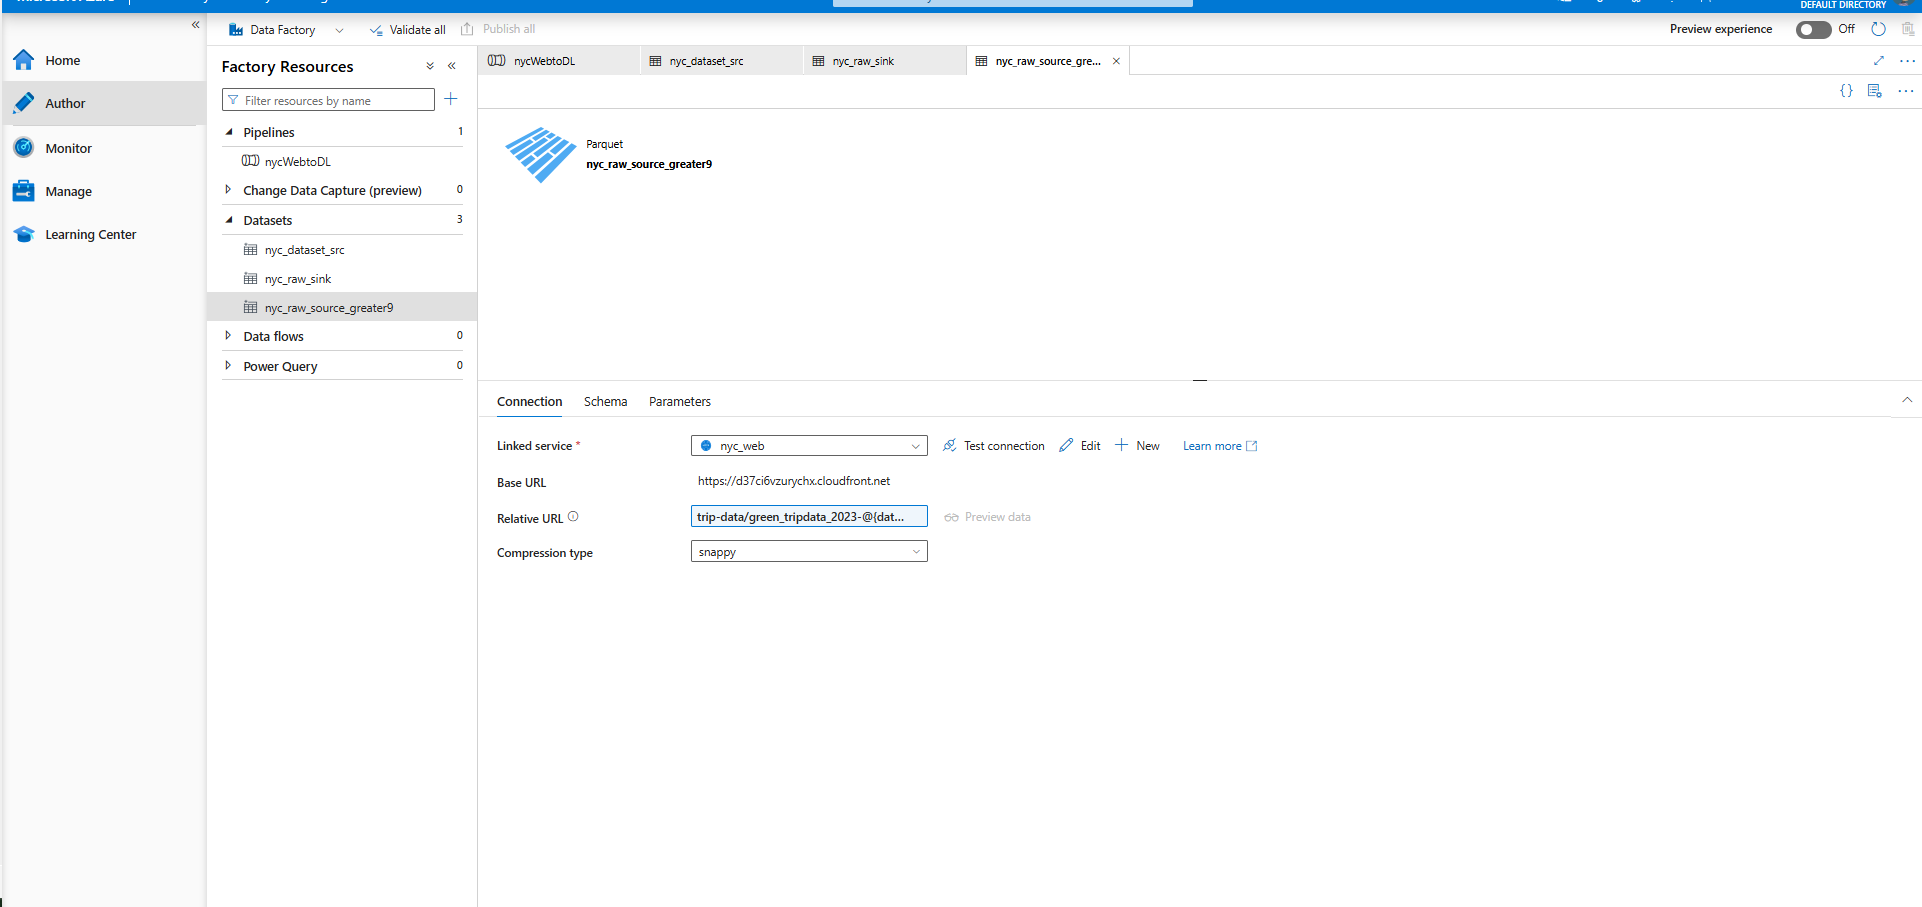 DEFAULT DIRECTORY
Data Factory
Validate all
Publish all
Preview experience
Off
Home
Author
Monitor
Manage
Learning Center
Factory Resources
Filter resources by name
Pipelines 1
nycWebtoDL
Change Data Capture (preview) 0
Datasets 3
nyc_dataset_src
nyc_raw_sink
nyc_raw_source_greater9
Data flows 0
Power Query 0
nycWebtoDL
nyc_dataset_src
nyc_raw_sink
nyc_raw_source_gre...
Parquet
nyc_raw_source_greater9
Connection
Schema
Parameters
Linked service *
nyc_web
Test connection
Edit
New
Learn more
Base URL
https://d37ci6vzurychx.cloudfront.net
Relative URL
trip-data/green_tripdata_2023-@{dat...
Preview data
Compression type
snappy